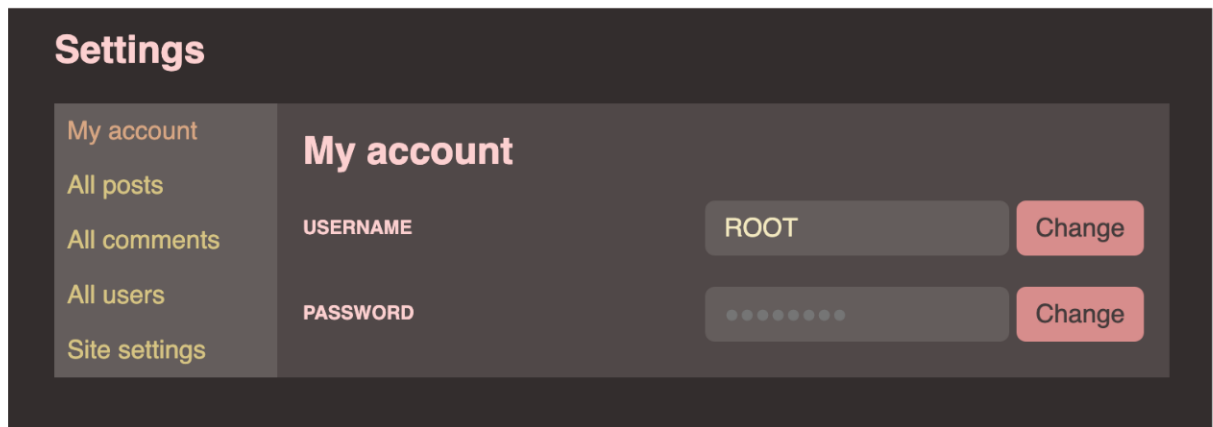 Settings
My account
All posts
All comments
All users
Site settings
My account
USERNAME
ROOT
Change
PASSWORD
••••••••
Change